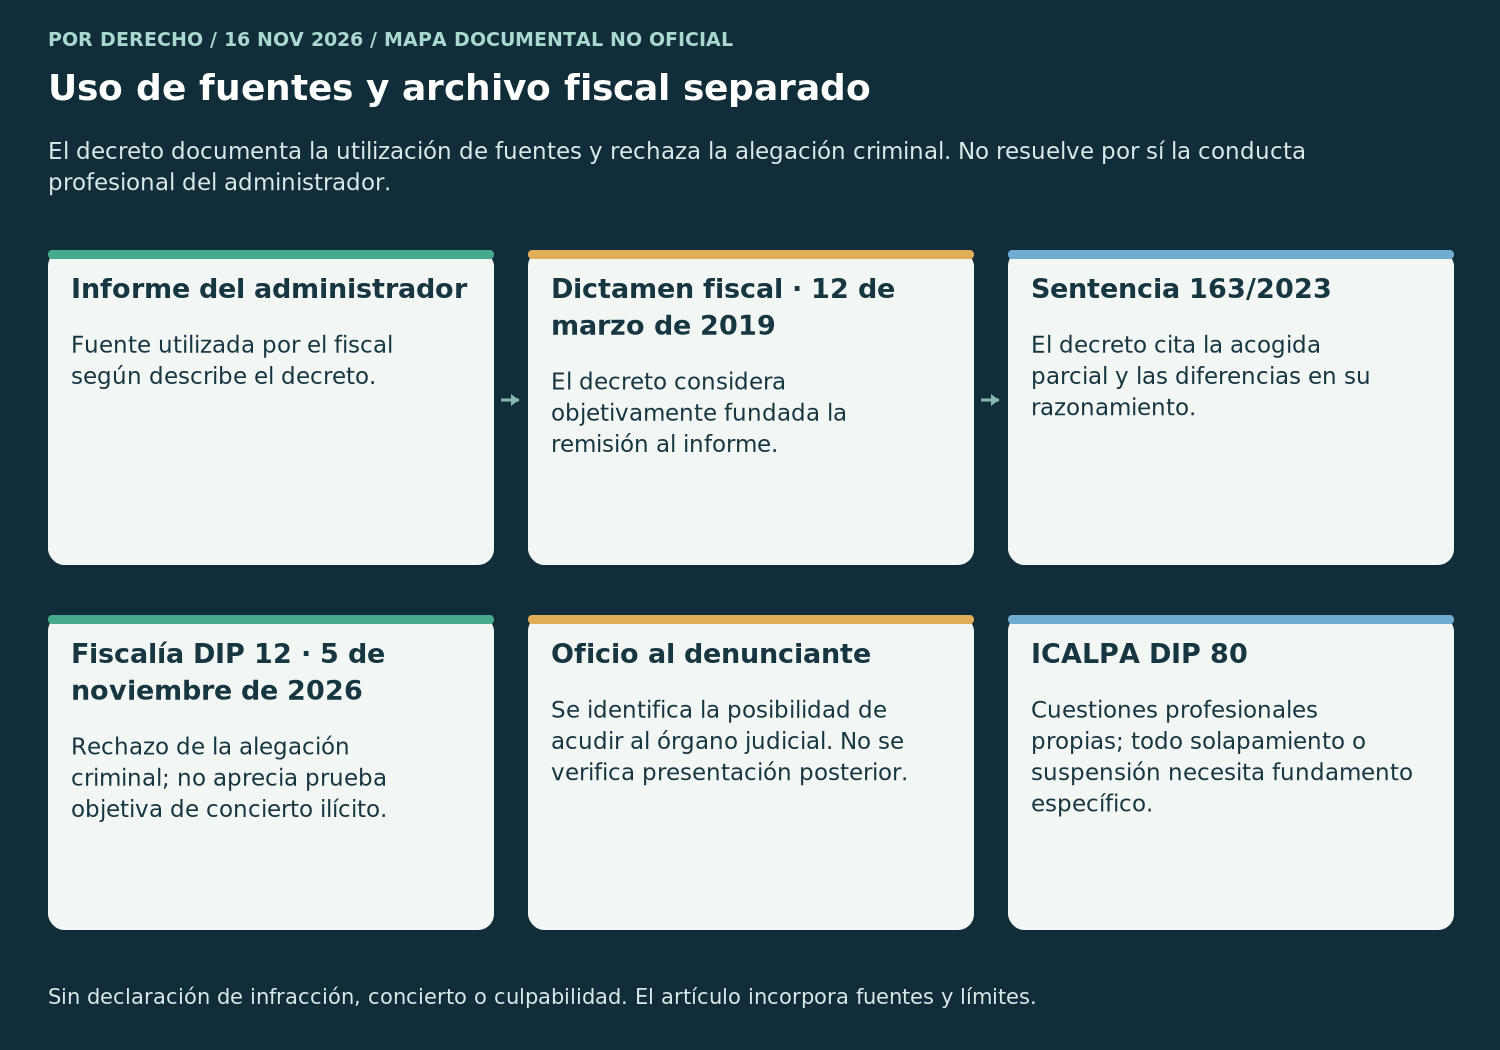 POR DERECHO / 16 NOV 2026 / MAPA DOCUMENTAL NO OFICIAL
Uso de fuentes y archivo fiscal separado
El decreto documenta la utilización de fuentes y rechaza la alegación criminal. No resuelve por sí la conducta
profesional del administrador.
Informe del administrador
Fuente utilizada por el fiscal
según describe el decreto.
Dictamen fiscal · 12 de
marzo de 2019
El decreto considera
objetivamente fundada la
remisión al informe.
Sentencia 163/2023
El decreto cita la acogida
parcial y las diferencias en su
razonamiento.
Fiscalía DIP 12 · 5 de
noviembre de 2026
Rechazo de la alegación
criminal; no aprecia prueba
objetiva de concierto ilícito.
Oficio al denunciante
Se identifica la posibilidad de
acudir al órgano judicial. No se
verifica presentación posterior.
ICALPA DIP 80
Cuestiones profesionales
propias; todo solapamiento o
suspensión necesita fundamento
específico.
Sin declaración de infracción, concierto o culpabilidad. El artículo incorpora fuentes y límites.